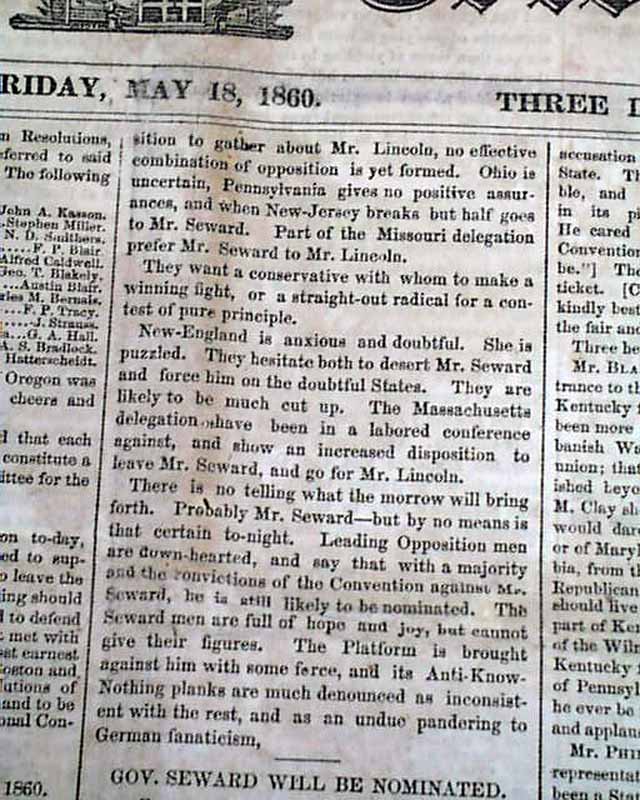 RIDAY, MAY 18, 1860.
THREE
n Resolutions,
ferred to said
The following
John A. Kasson.
Stephen Miller.
N. D. Smithers.
.....F. P. Blair.
Alfred Caldwell.
Geo. T. Blakely.
...Austin Blair.
rles M. Bernais.
...F. P. Tracy.
....J. Strauss.
a...G. A. Hall.
A. S. Bradlock.
Hatterscheidt.
Oregon was
cheers and
d that each
constitute a
ittee for the
on to-day,
ed to sup-
o leave the
ing should
d to defend
met with
st earnest
oston and
lutions of
and to be
onal Con-
1860.
sition to gather about Mr. Lincoln, no effective
combination of opposition is yet formed. Ohio is
uncertain, Pennsylvania gives no positive assur-
ances, and when New-Jersey breaks but half goes
to Mr. Seward. Part of the Missouri delegation
prefer Mr. Seward to Mr. Lincoln.
They want a conservative with whom to make a
winning fight, or a straight-out radical for a con-
test of pure principle.
New-England is anxious and doubtful. She is
puzzled. They hesitate both to desert Mr. Seward
and force him on the doubtful States. They are
likely to be much cut up. The Massachusetts
delegation have been in a labored conference
against, and show an increased disposition to
leave Mr. Seward, and go for Mr. Lincoln.
There is no telling what the morrow will bring
forth. Probably Mr. Seward—but by no means is
that certain to-night. Leading Opposition men
are down-hearted, and say that with a majority
and the convictions of the Convention against Mr.
Seward, he is still likely to be nominated. The
Seward men are full of hope and joy, but cannot
give their figures. The Platform is brought
against him with some force, and its Anti-Know-
Nothing planks are much denounced as inconsist-
ent with the rest, and as an undue pandering to
German fanaticism,
GOV. SEWARD WILL BE NOMINATED.
accusation
State. Th
ble, and
in its p
He cared
Convention
be."] The
ticket. [C
kindly best
the fair and
Three he
Mr. BLA
trance to th
Kentucky
been more
banish Wa
union; that
ished beyo
M. Clay sh
would dare
or of Maryl
bia, from th
Republican
should live
part of Ken
of the Wilm
Kentucky
of Pennsyl
he ever be
and applau
Mr. PHI
representat
been a Stat